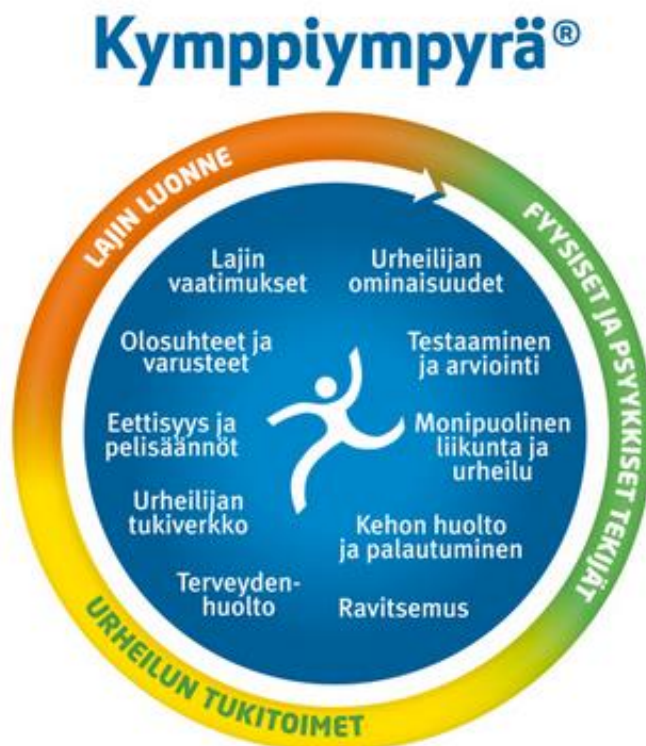 Kymppiympyrä®
LAJIN LUONNE
FYYSISET JA PSYYKKISET TEKIJÄT
URHEILUN TUKITOIMET
Lajin
vaatimukset
Urheilijan
ominaisuudet
Olosuhteet ja
varusteet
Testaaminen
ja arviointi
Eettisyys ja
pelisäännöt
Monipuolinen
liikunta ja
urheilu
Urheilijan
tukiverkko
Kehon huolto
ja palautuminen
Terveyden-
huolto
Ravitsemus